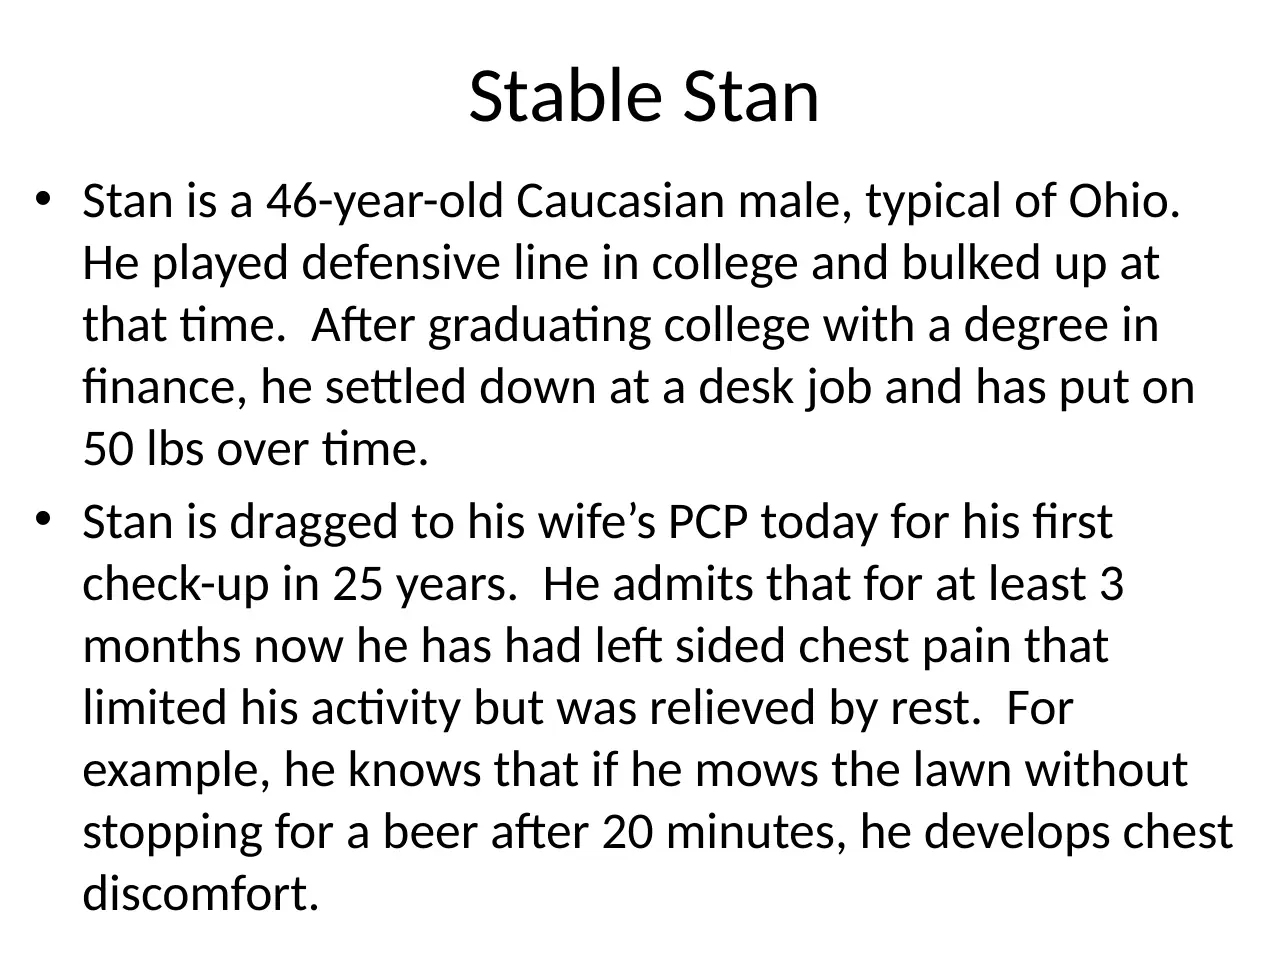 Stable Stan
• Stan is a 46-year-old Caucasian male, typical of Ohio.
He played defensive line in college and bulked up at
that time.  After graduating college with a degree in
finance, he settled down at a desk job and has put on
50 lbs over time.
• Stan is dragged to his wife’s PCP today for his first
check-up in 25 years.  He admits that for at least 3
months now he has had left sided chest pain that
limited his activity but was relieved by rest.  For
example, he knows that if he mows the lawn without
stopping for a beer after 20 minutes, he develops chest
discomfort.